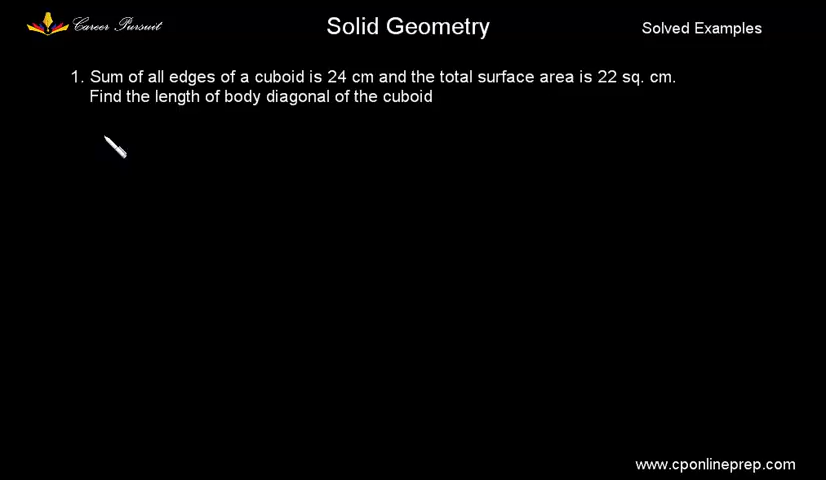 Career Pursuit
Solid Geometry
Solved Examples
1. Sum of all edges of a cuboid is 24 cm and the total surface area is 22 sq. cm.
Find the length of body diagonal of the cuboid
www.cponlineprep.com